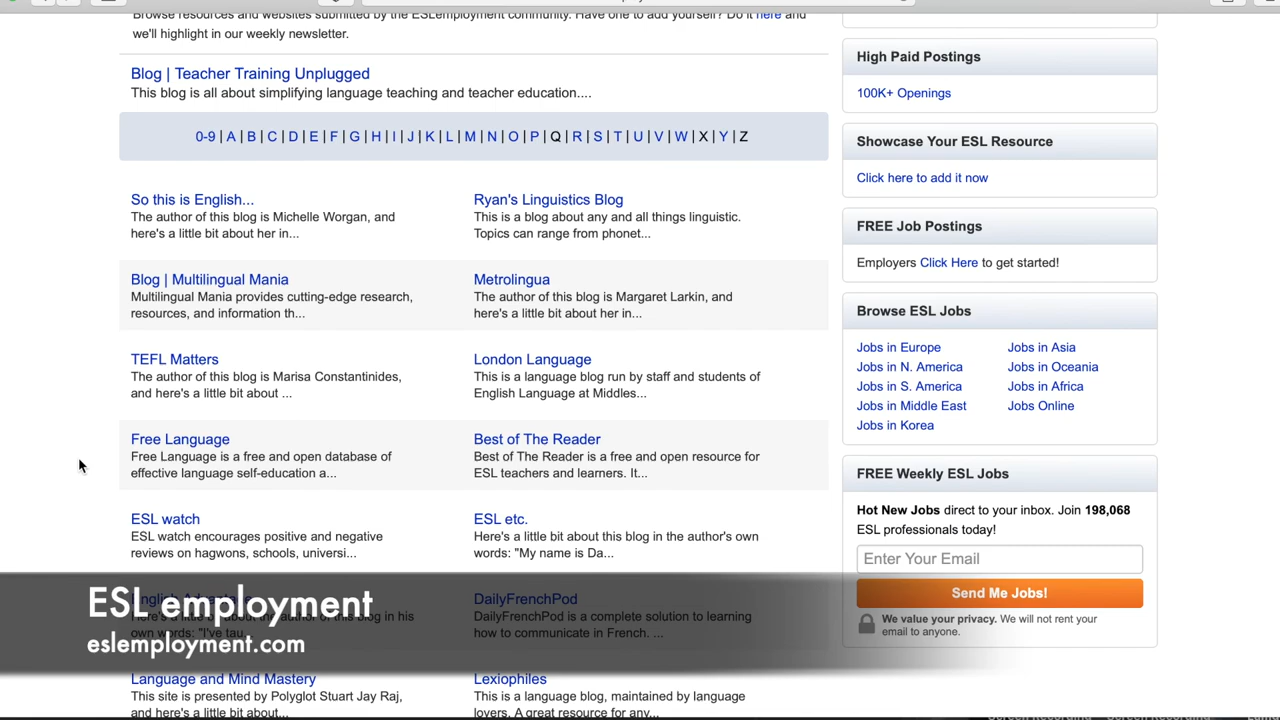 Browse resources and websites submitted by the ESLemployment community. Have one to add yourself? Do it here and
we'll highlight in our weekly newsletter.
Blog | Teacher Training Unplugged
This blog is all about simplifying language teaching and teacher education....
0-9 | A | B | C | D | E | F | G | H | I | J | K | L | M | N | O | P | Q | R | S | T | U | V | W | X | Y | Z
So this is English...
The author of this blog is Michelle Worgan, and
here's a little bit about her in...
Ryan's Linguistics Blog
This is a blog about any and all things linguistic.
Topics can range from phonet...
Blog | Multilingual Mania
Multilingual Mania provides cutting-edge research,
resources, and information th...
Metrolingua
The author of this blog is Margaret Larkin, and
here's a little bit about her in...
TEFL Matters
The author of this blog is Marisa Constantinides,
and here's a little bit about ...
London Language
This is a language blog run by staff and students of
English Language at Middles...
Free Language
Free Language is a free and open database of
effective language self-education a...
Best of The Reader
Best of The Reader is a free and open resource for
ESL teachers and learners. It...
ESL watch
ESL watch encourages positive and negative
reviews on hagwons, schools, universi...
ESL etc.
Here's a little bit about this blog in the author's own
words: "My name is Da...
English
Here's a little bit about the author of this blog in his
own words: "I've tau...
DailyFrenchPod
DailyFrenchPod is a complete solution to learning
how to communicate in French. ...
Language and Mind Mastery
This site is presented by Polyglot Stuart Jay Raj,
and here's a little bit about...
Lexiophiles
This is a language blog, maintained by language
lovers. A great resource for any...
High Paid Postings
100K+ Openings
Showcase Your ESL Resource
Click here to add it now
FREE Job Postings
Employers Click Here to get started!
Browse ESL Jobs
Jobs in Europe
Jobs in Asia
Jobs in N. America
Jobs in Oceania
Jobs in S. America
Jobs in Africa
Jobs in Middle East
Jobs Online
Jobs in Korea
FREE Weekly ESL Jobs
Hot New Jobs direct to your inbox. Join 198,068
ESL professionals today!
Enter Your Email
Send Me Jobs!
We value your privacy. We will not rent your
email to anyone.
ESL employment
eslemployment.com